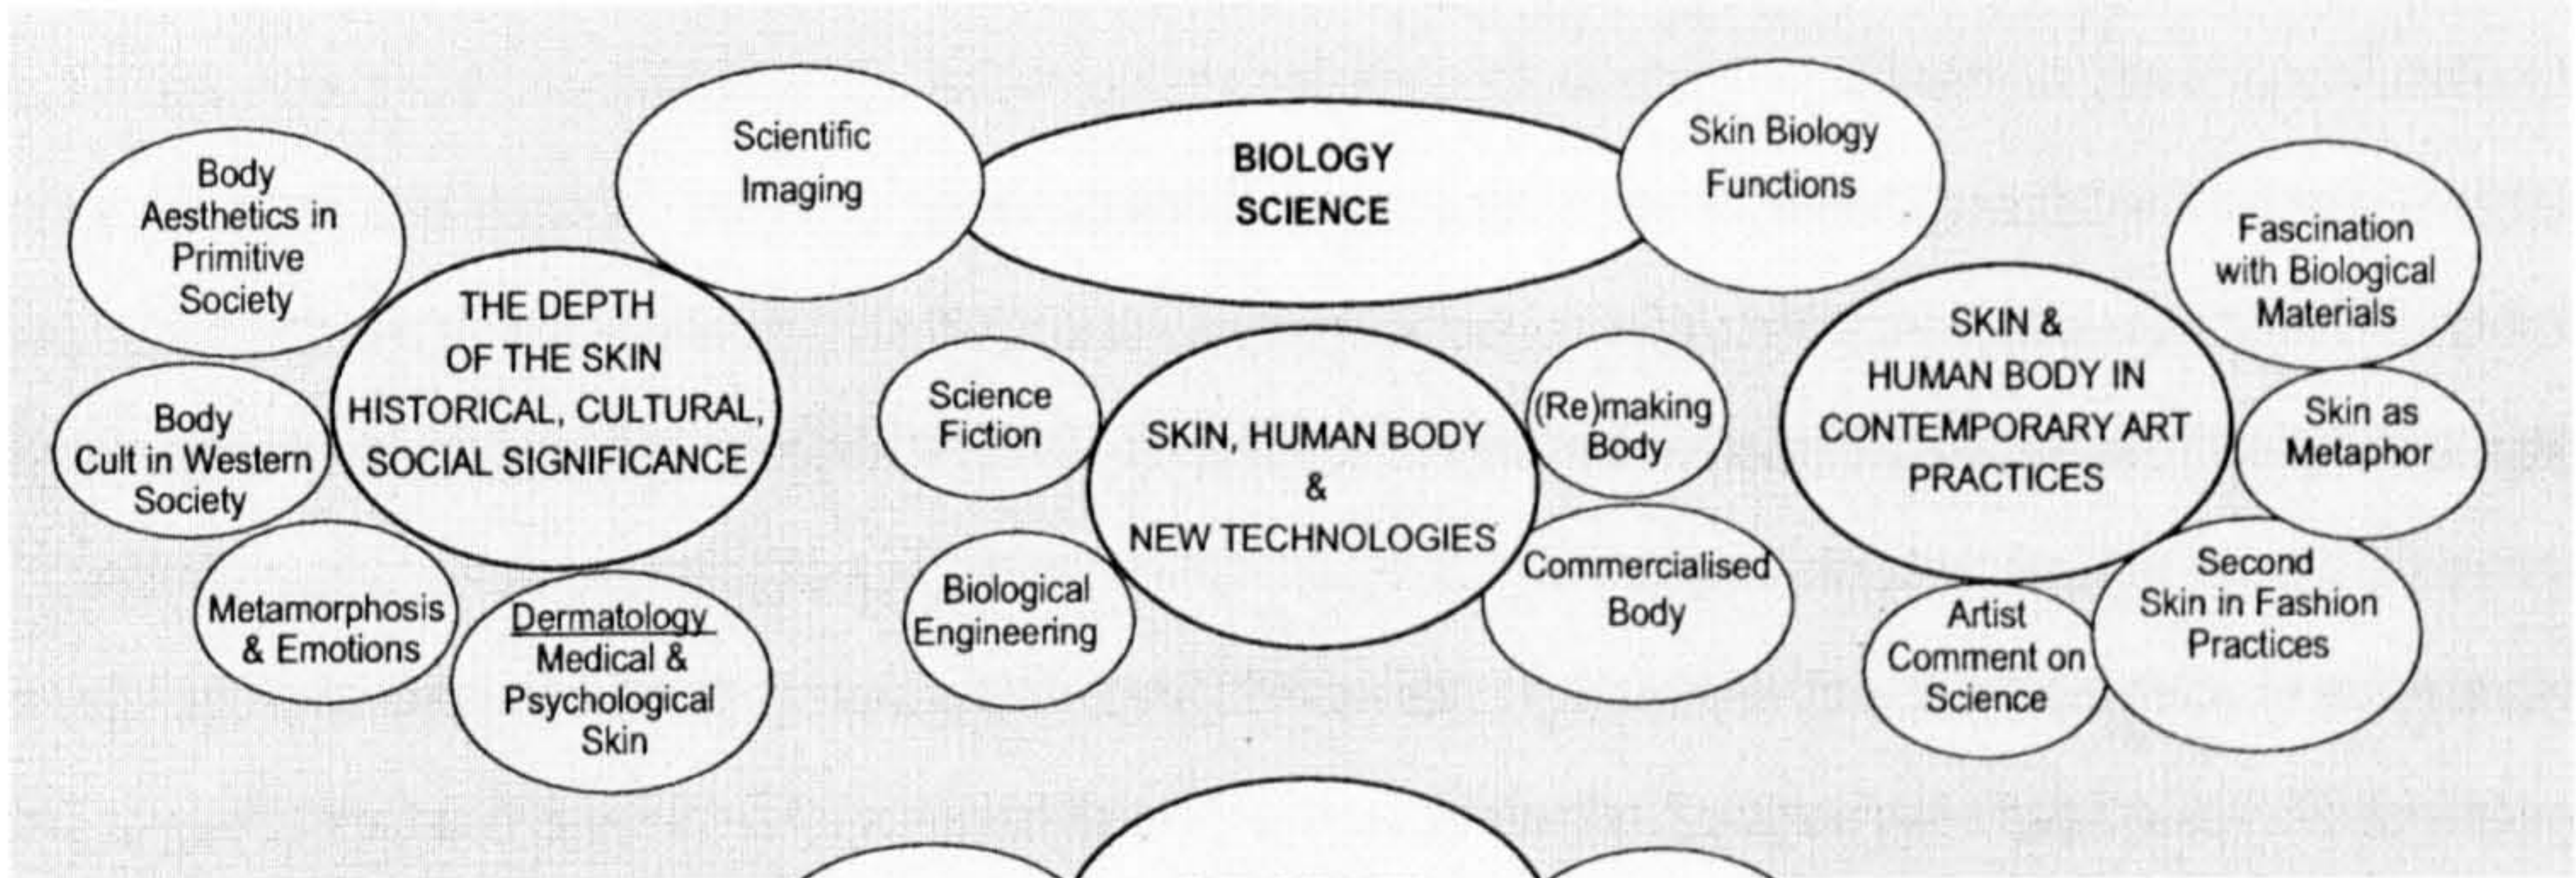 Scientific
Imaging
BIOLOGY
SCIENCE
Skin Biology
Functions
Body
Aesthetics in
Primitive
Society
THE DEPTH
OF THE SKIN
HISTORICAL, CULTURAL,
SOCIAL SIGNIFICANCE
Body
Cult in Western
Society
Metamorphosis
& Emotions
Dermatology
Medical &
Psychological
Skin
Science
Fiction
SKIN, HUMAN BODY
&
NEW TECHNOLOGIES
(Re)making
Body
Biological
Engineering
Commercialised
Body
SKIN &
HUMAN BODY IN
CONTEMPORARY ART
PRACTICES
Fascination
with Biological
Materials
Skin as
Metaphor
Second
Skin in Fashion
Practices
Artist
Comment on
Science